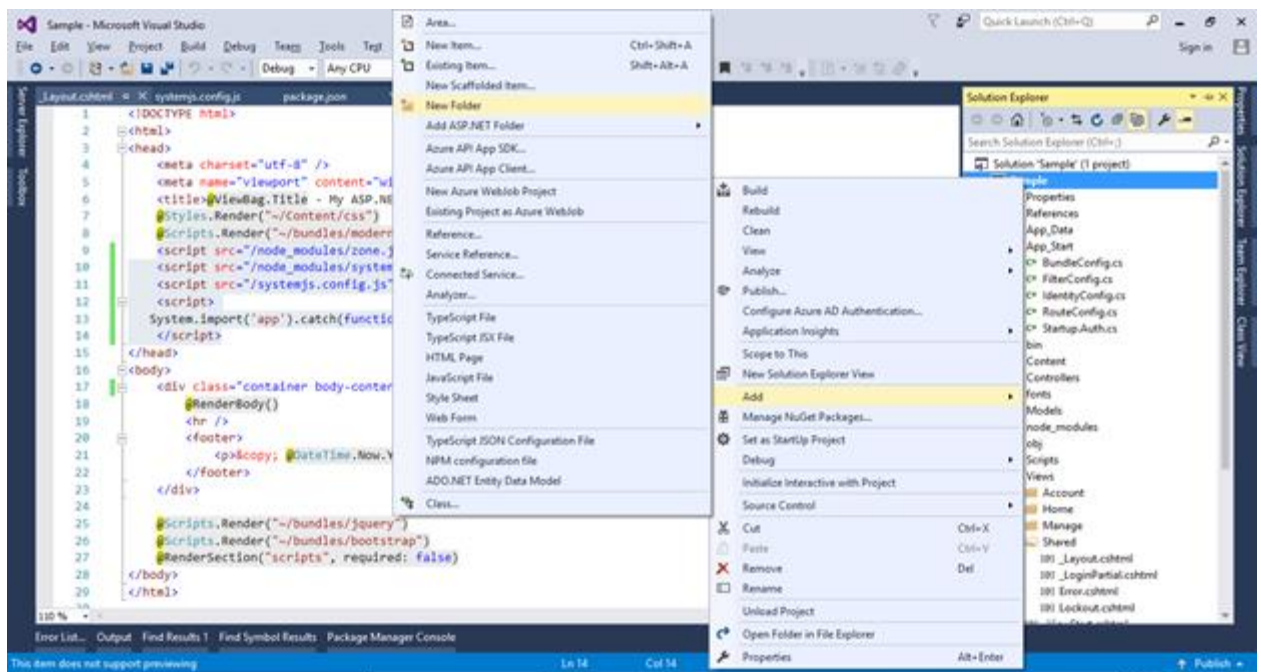 Sample - Microsoft Visual Studio
Quick Launch (Ctrl+Q)
File Edit View Project Build Debug Team Tools Test
Sign in
Debug Any CPU
_Layout.cshtml systemjs.config.js package.json
1 <!DOCTYPE html>
2 <html>
3 <head>
4 <meta charset="utf-8" />
5 <meta name="viewport" content="wi
6 <title>@ViewBag.Title - My ASP.NE
7 @Styles.Render("~/Content/css")
8 @Scripts.Render("~/bundles/modern
9 <script src="/node_modules/zone.j
10 <script src="/node_modules/system
11 <script src="/systemjs.config.js"
12 <script>
13 System.import('app').catch(functio
14 </script>
15 </head>
16 <body>
17 <div class="container body-conter
18 @RenderBody()
19 <hr />
20 <footer>
21 <p>&copy; @DateTime.Now.Y
22 </footer>
23 </div>
24
25 @Scripts.Render("~/bundles/jquery")
26 @Scripts.Render("~/bundles/bootstrap")
27 @RenderSection("scripts", required: false)
28 </body>
29 </html>
110 %
Server Explorer
Toolbox
Area...
New Item... Ctrl+Shift+A
Existing Item... Shift+Alt+A
New Scaffolded Item...
New Folder
Add ASP.NET Folder
Azure API App SDK...
Azure API App Client...
New Azure WebJob Project
Existing Project as Azure WebJob
Reference...
Service Reference...
Connected Service...
Analyzer...
TypeScript File
TypeScript JSX File
HTML Page
JavaScript File
Style Sheet
Web Form
TypeScript JSON Configuration File
NPM configuration file
ADO.NET Entity Data Model
Class...
Build
Rebuild
Clean
View
Analyze
Publish...
Configure Azure AD Authentication...
Application Insights
Scope to This
New Solution Explorer View
Add
Manage NuGet Packages...
Set as StartUp Project
Debug
Initialize Interactive with Project
Source Control
Cut Ctrl+X
Paste Ctrl+V
Remove Del
Rename
Unload Project
Open Folder in File Explorer
Properties Alt+Enter
Solution Explorer
Search Solution Explorer (Ctrl+;)
Solution 'Sample' (1 project)
Properties
References
App_Data
App_Start
C# BundleConfig.cs
C# FilterConfig.cs
C# IdentityConfig.cs
C# RouteConfig.cs
C# Startup.Auth.cs
bin
Content
Controllers
fonts
Models
node_modules
obj
Scripts
Views
Account
Home
Manage
Shared
_Layout.cshtml
_LoginPartial.cshtml
Error.cshtml
Lockout.cshtml
Properties
Solution Explorer
Team Explorer
Class View
Error List... Output Find Results 1 Find Symbol Results Package Manager Console
This item does not support previewing Ln 14 Col 14 Publish